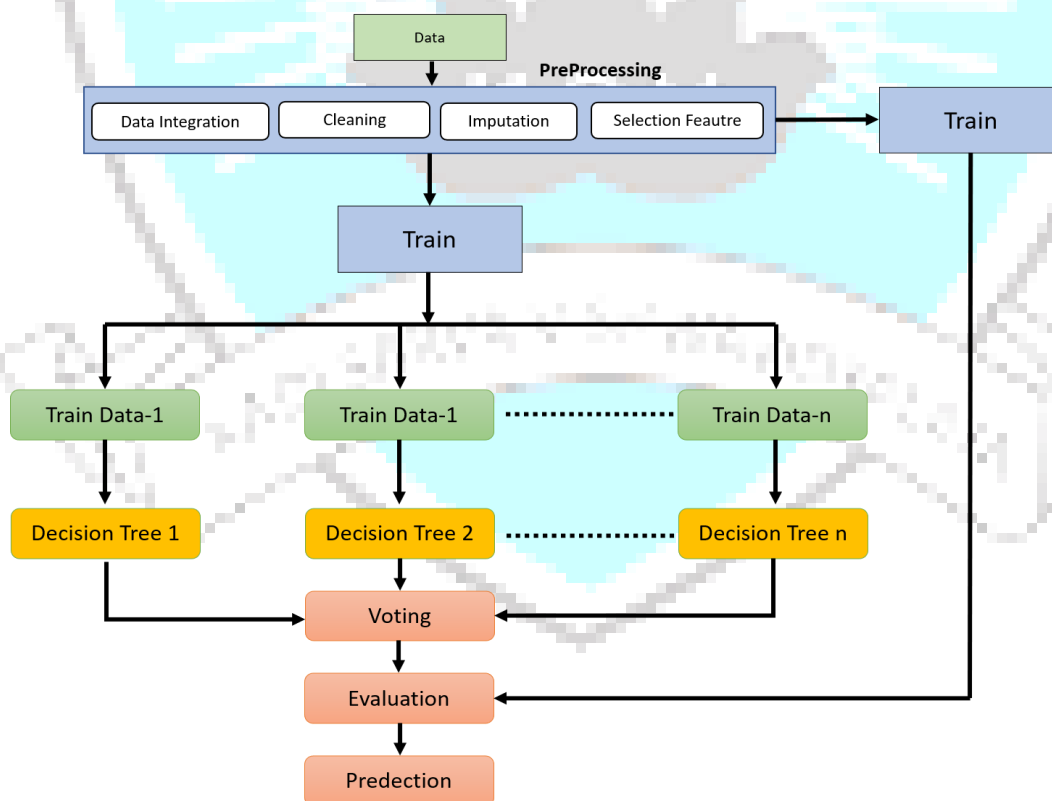 Data
PreProcessing
Data Integration
Cleaning
Imputation
Selection Feautre
Train
Train
Train Data-1
Train Data-1
Train Data-n
Decision Tree 1
Decision Tree 2
Decision Tree n
Voting
Evaluation
Predection